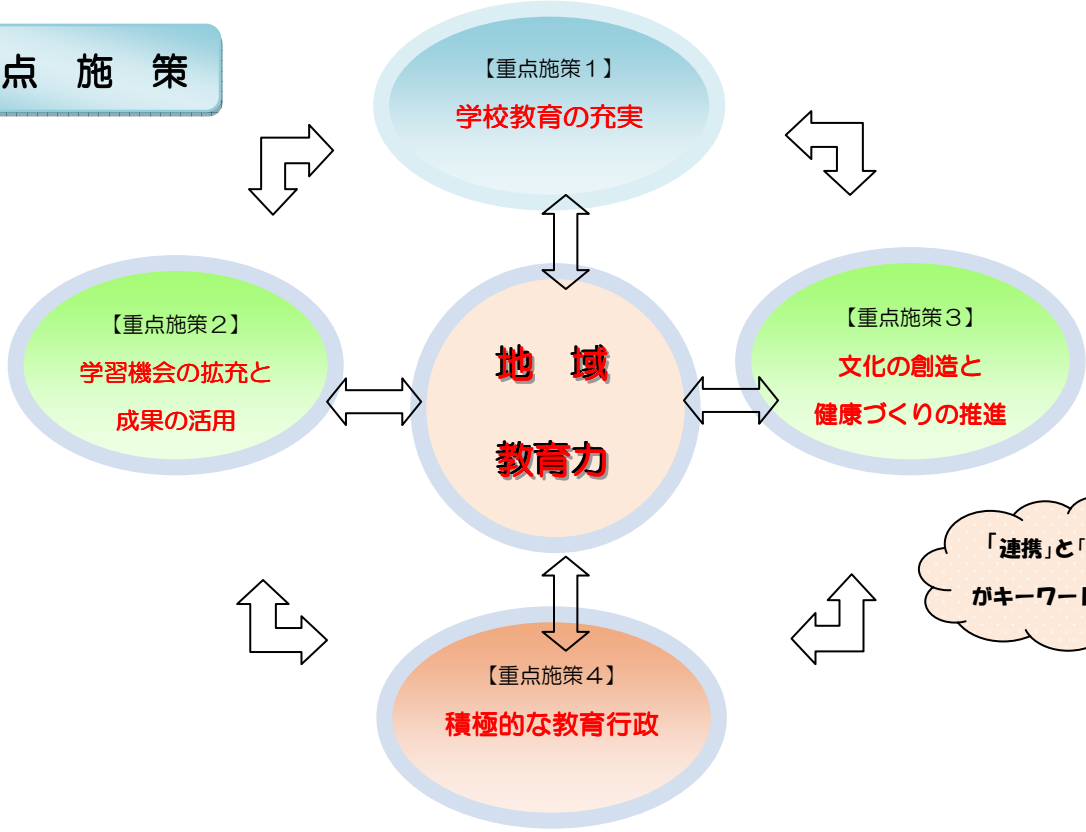 点 施 策
【重点施策１】
学校教育の充実
【重点施策２】
学習機会の拡充と
成果の活用
地 域
教育力
【重点施策３】
文化の創造と
健康づくりの推進
「連携」と「
がキーワー
【重点施策４】
積極的な教育行政